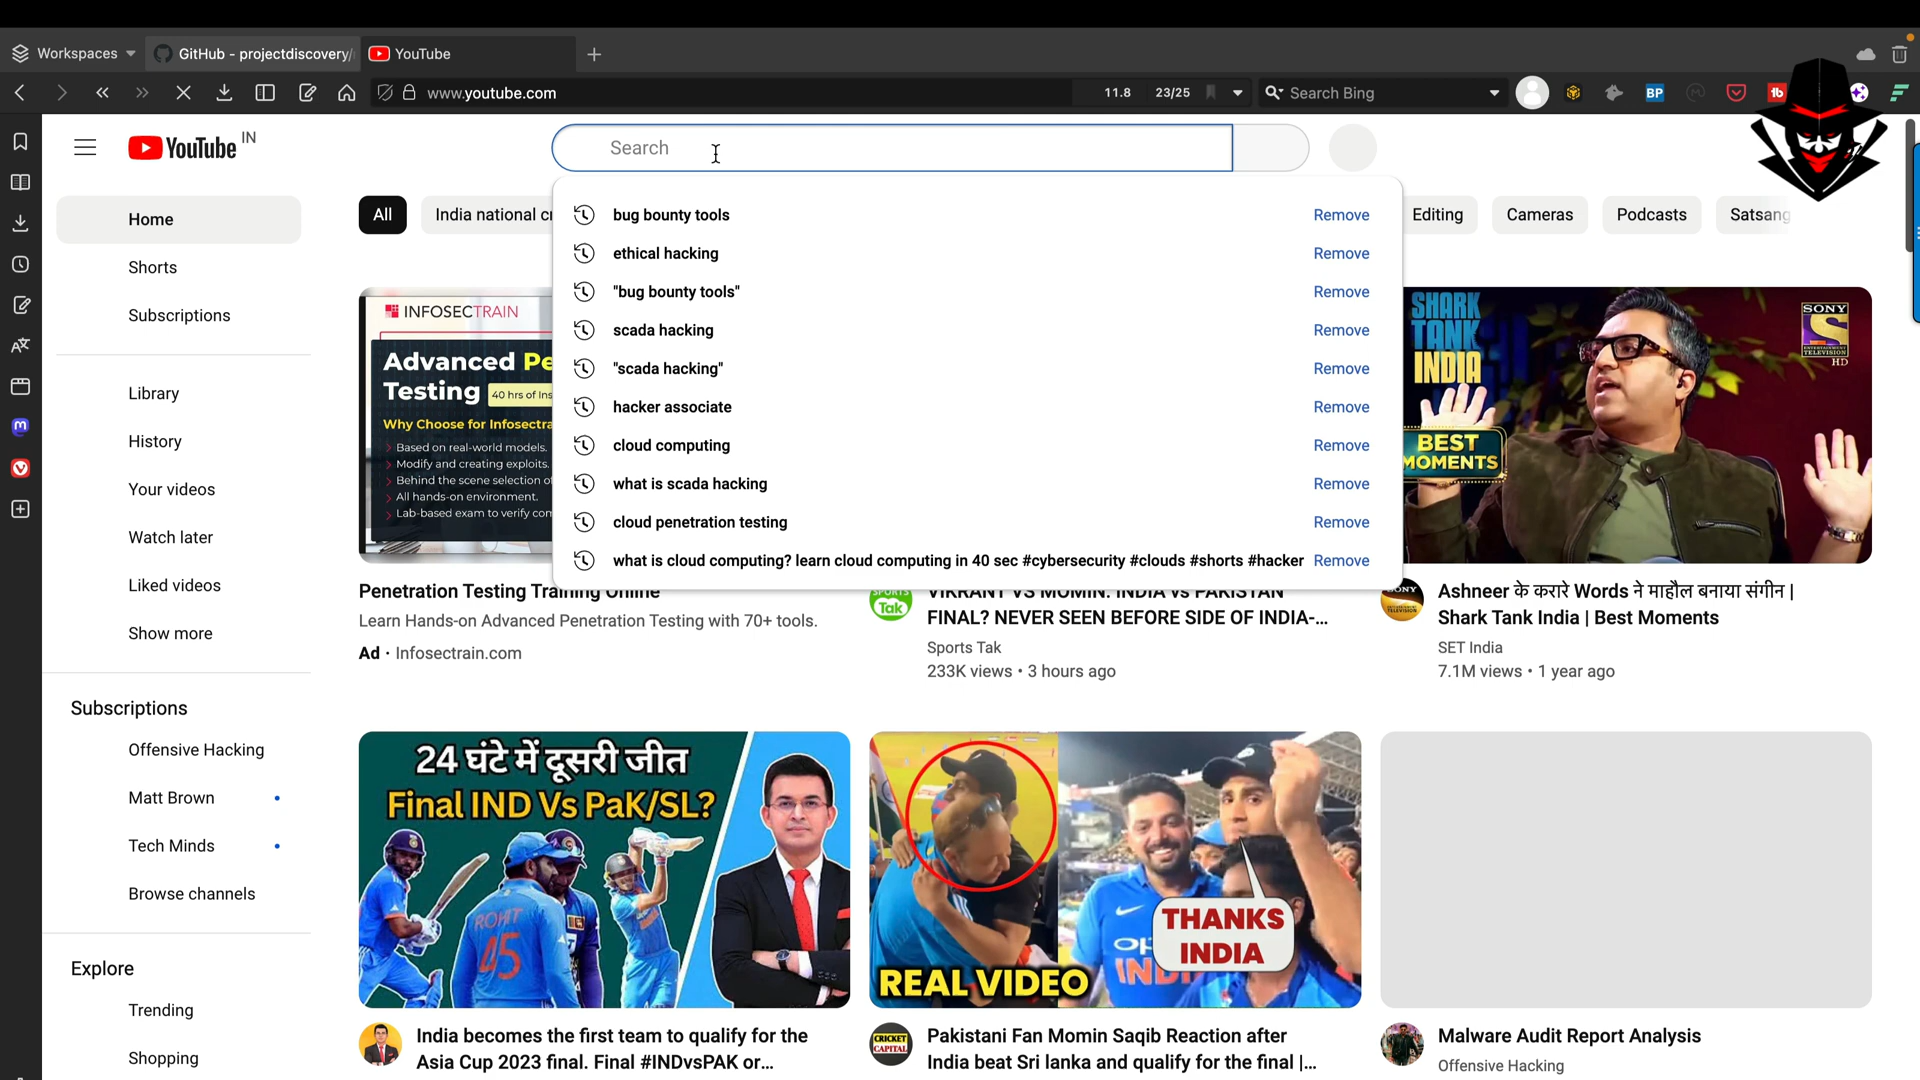 Workspaces
GitHub - projectdiscovery/
YouTube
www.youtube.com
11.8
23/25
Search Bing
BP
YouTube IN
Search
Home
Shorts
Subscriptions
Library
History
Your videos
Watch later
Liked videos
Show more
Subscriptions
Offensive Hacking
Matt Brown
Tech Minds
Browse channels
Explore
Trending
Shopping
All
India national cr
Editing
Cameras
Podcasts
Satsang
bug bounty tools Remove
ethical hacking Remove
"bug bounty tools" Remove
scada hacking Remove
"scada hacking" Remove
hacker associate Remove
cloud computing Remove
what is scada hacking Remove
cloud penetration testing Remove
what is cloud computing? learn cloud computing in 40 sec #cybersecurity #clouds #shorts #hacker Remove
INFOSECTRAIN
Advanced Pe
Testing 40 hrs of Ins
Why Choose for Infosectra
Based on real-world models.
Modify and creating exploits.
Behind the scene selection of
All hands-on environment.
Lab-based exam to verify com
Penetration Testing Training Online
Learn Hands-on Advanced Penetration Testing with 70+ tools.
Ad · Infosectrain.com
SPORTS
Tak
VIKRANT VS MOMIN: INDIA vs PAKISTAN
FINAL? NEVER SEEN BEFORE SIDE OF INDIA-...
Sports Tak
233K views • 3 hours ago
SHARK
TANK
INDIA
SONY
HD
BEST
MOMENTS
Ashneer के करारे Words ने माहौल बनाया संगीन |
Shark Tank India | Best Moments
SET India
7.1M views • 1 year ago
24 घंटे में दूसरी जीत
Final IND Vs PaK/SL?
ROHIT
45
India becomes the first team to qualify for the
Asia Cup 2023 final. Final #INDvsPAK or...
THANKS
INDIA
REAL VIDEO
CRICKET
CAPITAL
Pakistani Fan Momin Saqib Reaction after
India beat Sri lanka and qualify for the final |...
Malware Audit Report Analysis
Offensive Hacking